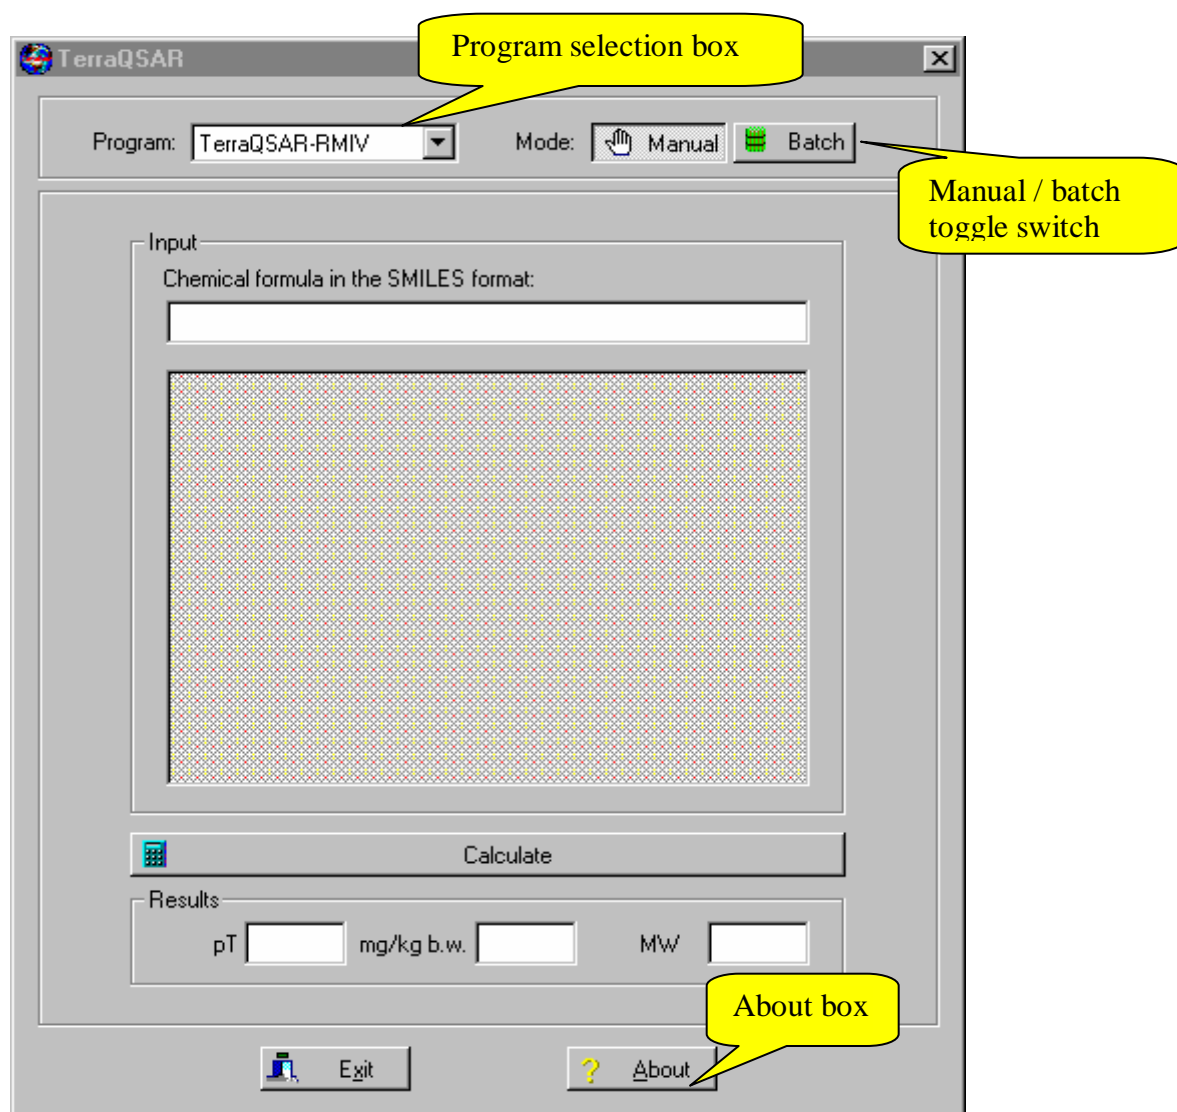 Program selection box
TerraQSAR
Program: TerraQSAR-RMIV Mode: Manual Batch
Manual / batch
toggle switch
Input
Chemical formula in the SMILES format:
Calculate
Results
pT mg/kg b.w. MW
About box
Exit ? About